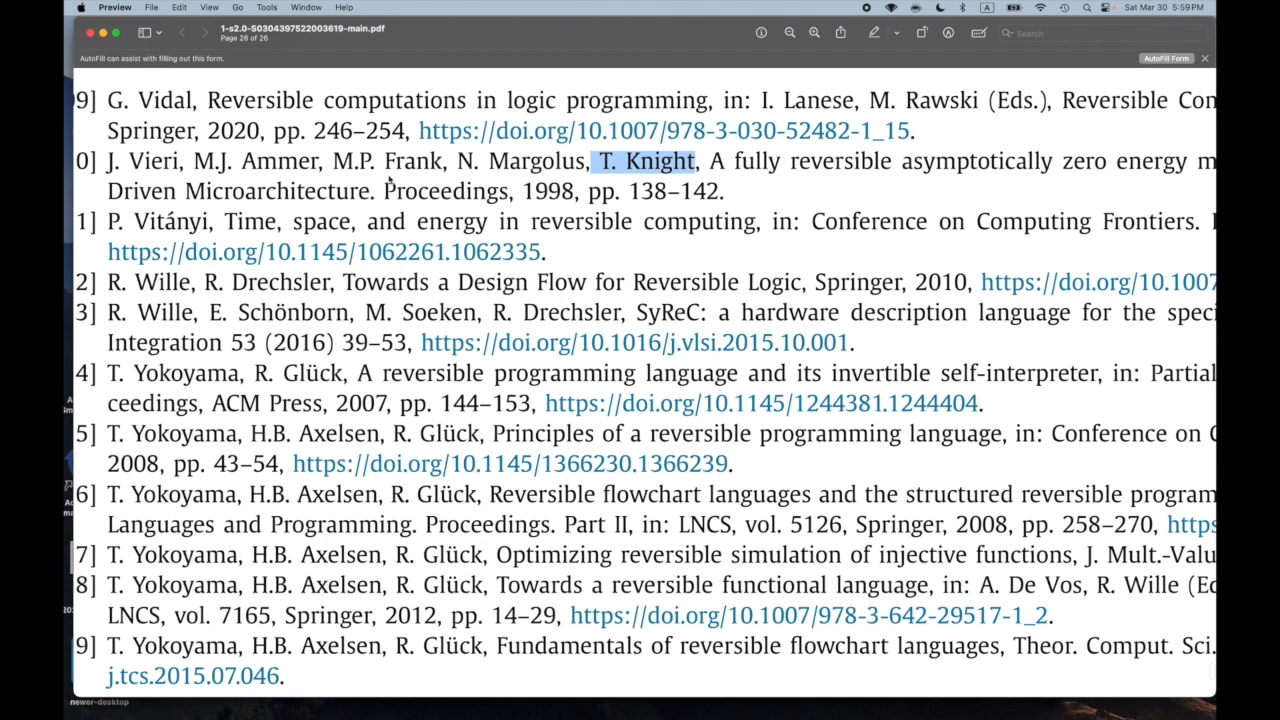 Preview File Edit View Go Tools Window Help A Sat Mar 30 5:59 PM
1-s2.0-S0304397522003619-main.pdf
Page 26 of 26
Search
AutoFill can assist with filling out this form. AutoFill Form
9] G. Vidal, Reversible computations in logic programming, in: I. Lanese, M. Rawski (Eds.), Reversible Con
Springer, 2020, pp. 246–254, https://doi.org/10.1007/978-3-030-52482-1_15.
0] J. Vieri, M.J. Ammer, M.P. Frank, N. Margolus, T. Knight, A fully reversible asymptotically zero energy m
Driven Microarchitecture. Proceedings, 1998, pp. 138–142.
1] P. Vitányi, Time, space, and energy in reversible computing, in: Conference on Computing Frontiers.
https://doi.org/10.1145/1062261.1062335.
2] R. Wille, R. Drechsler, Towards a Design Flow for Reversible Logic, Springer, 2010, https://doi.org/10.1007
3] R. Wille, E. Schönborn, M. Soeken, R. Drechsler, SyReC: a hardware description language for the speci
Integration 53 (2016) 39–53, https://doi.org/10.1016/j.vlsi.2015.10.001.
4] T. Yokoyama, R. Glück, A reversible programming language and its invertible self-interpreter, in: Partial
ceedings, ACM Press, 2007, pp. 144–153, https://doi.org/10.1145/1244381.1244404.
5] T. Yokoyama, H.B. Axelsen, R. Glück, Principles of a reversible programming language, in: Conference on C
2008, pp. 43–54, https://doi.org/10.1145/1366230.1366239.
6] T. Yokoyama, H.B. Axelsen, R. Glück, Reversible flowchart languages and the structured reversible program
Languages and Programming. Proceedings. Part II, in: LNCS, vol. 5126, Springer, 2008, pp. 258–270, https
7] T. Yokoyama, H.B. Axelsen, R. Glück, Optimizing reversible simulation of injective functions, J. Mult.-Valu
8] T. Yokoyama, H.B. Axelsen, R. Glück, Towards a reversible functional language, in: A. De Vos, R. Wille (Ed
LNCS, vol. 7165, Springer, 2012, pp. 14–29, https://doi.org/10.1007/978-3-642-29517-1_2.
9] T. Yokoyama, H.B. Axelsen, R. Glück, Fundamentals of reversible flowchart languages, Theor. Comput. Sci.
j.tcs.2015.07.046.
newer-desktop